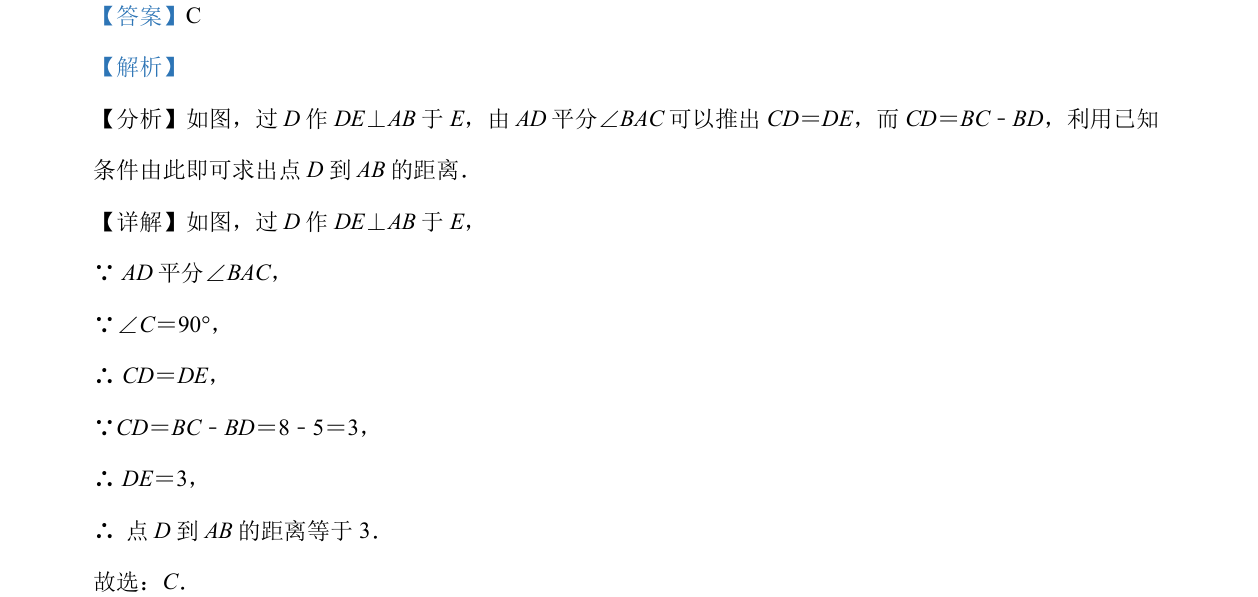 【答案】C
【解析】
【分析】如图，过 D 作 DE⊥AB 于 E，由 AD 平分∠BAC 可以推出 CD＝DE，而 CD＝BC﹣BD，利用已知
条件由此即可求出点 D 到 AB 的距离．
【详解】如图，过 D 作 DE⊥AB 于 E，
∵ AD 平分∠BAC，
∵∠C＝90°，
∴ CD＝DE，
∵CD＝BC﹣BD＝8﹣5＝3，
∴ DE＝3，
∴ 点 D 到 AB 的距离等于 3．
故选：C．